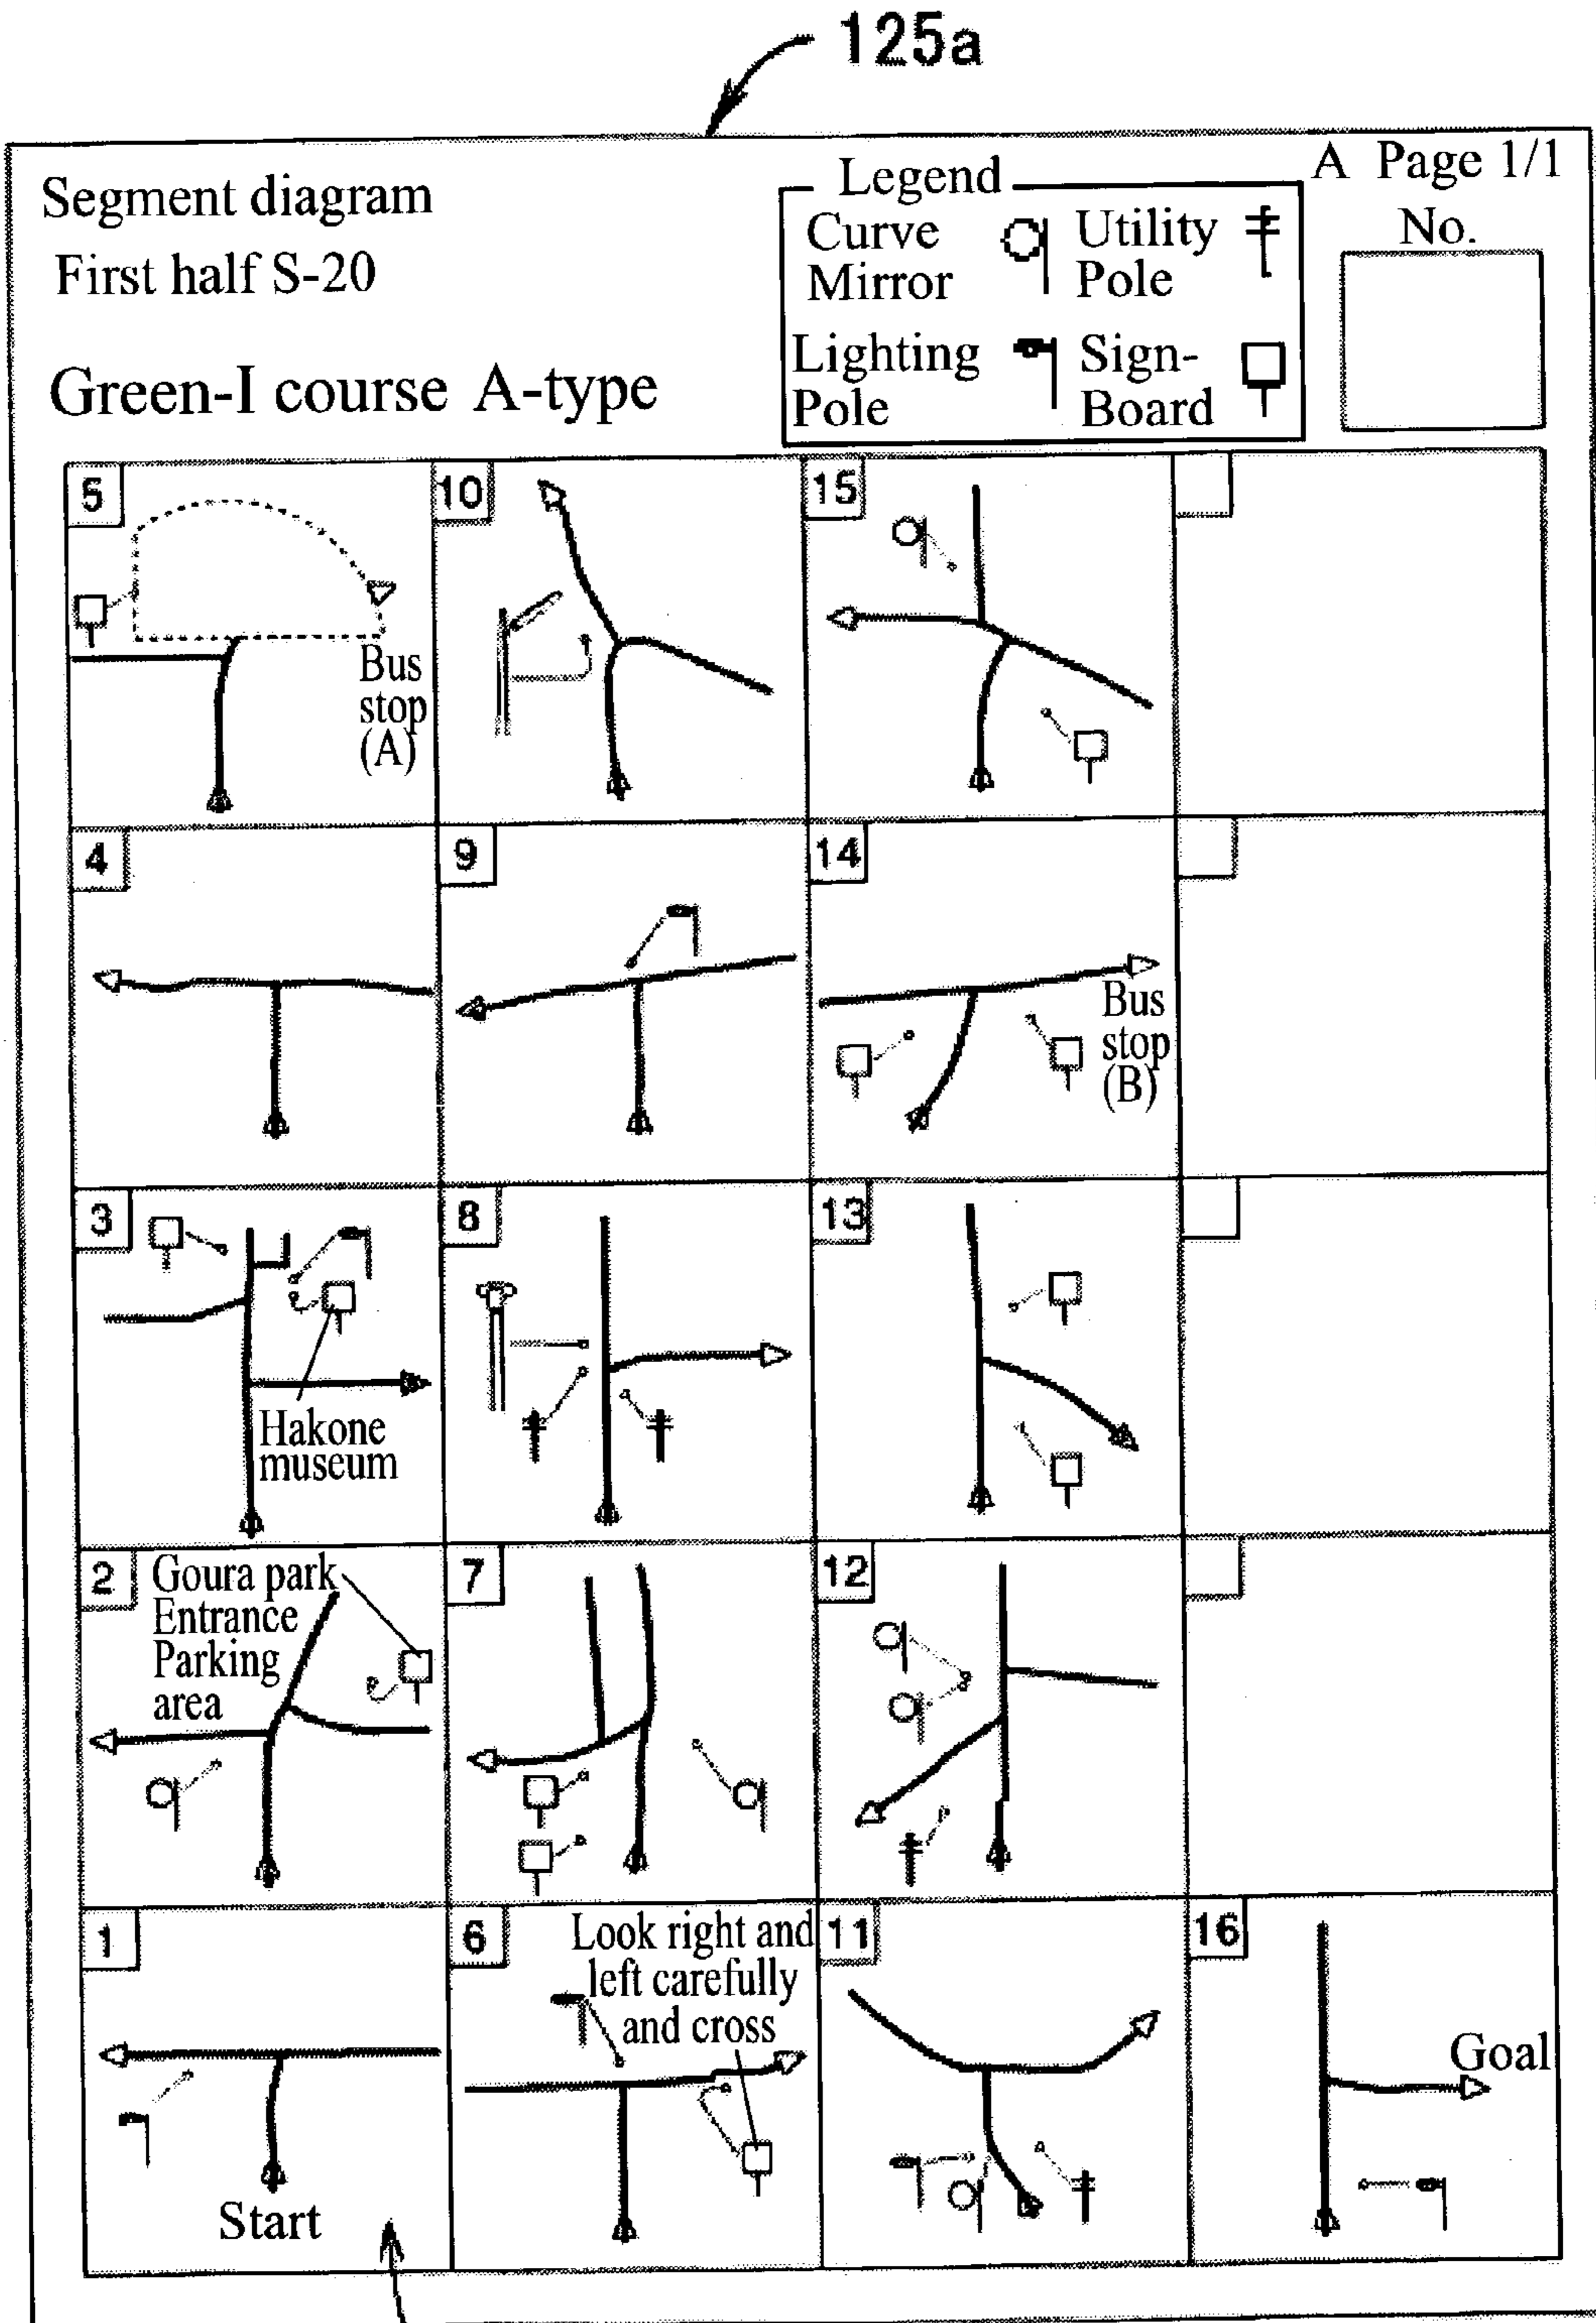 125a
Segment diagram
First half S-20
Green-I course A-type
Legend
Curve
Mirror
Utility
Pole
Lighting
Pole
Sign-
Board
A Page 1/1
No.
5
Bus
stop
(A)
10
15
4
9
14
Bus
stop
(B)
3
Hakone
museum
8
13
2
Goura park
Entrance
Parking
area
7
12
1
Start
6
Look right and
left carefully
and cross
11
16
Goal